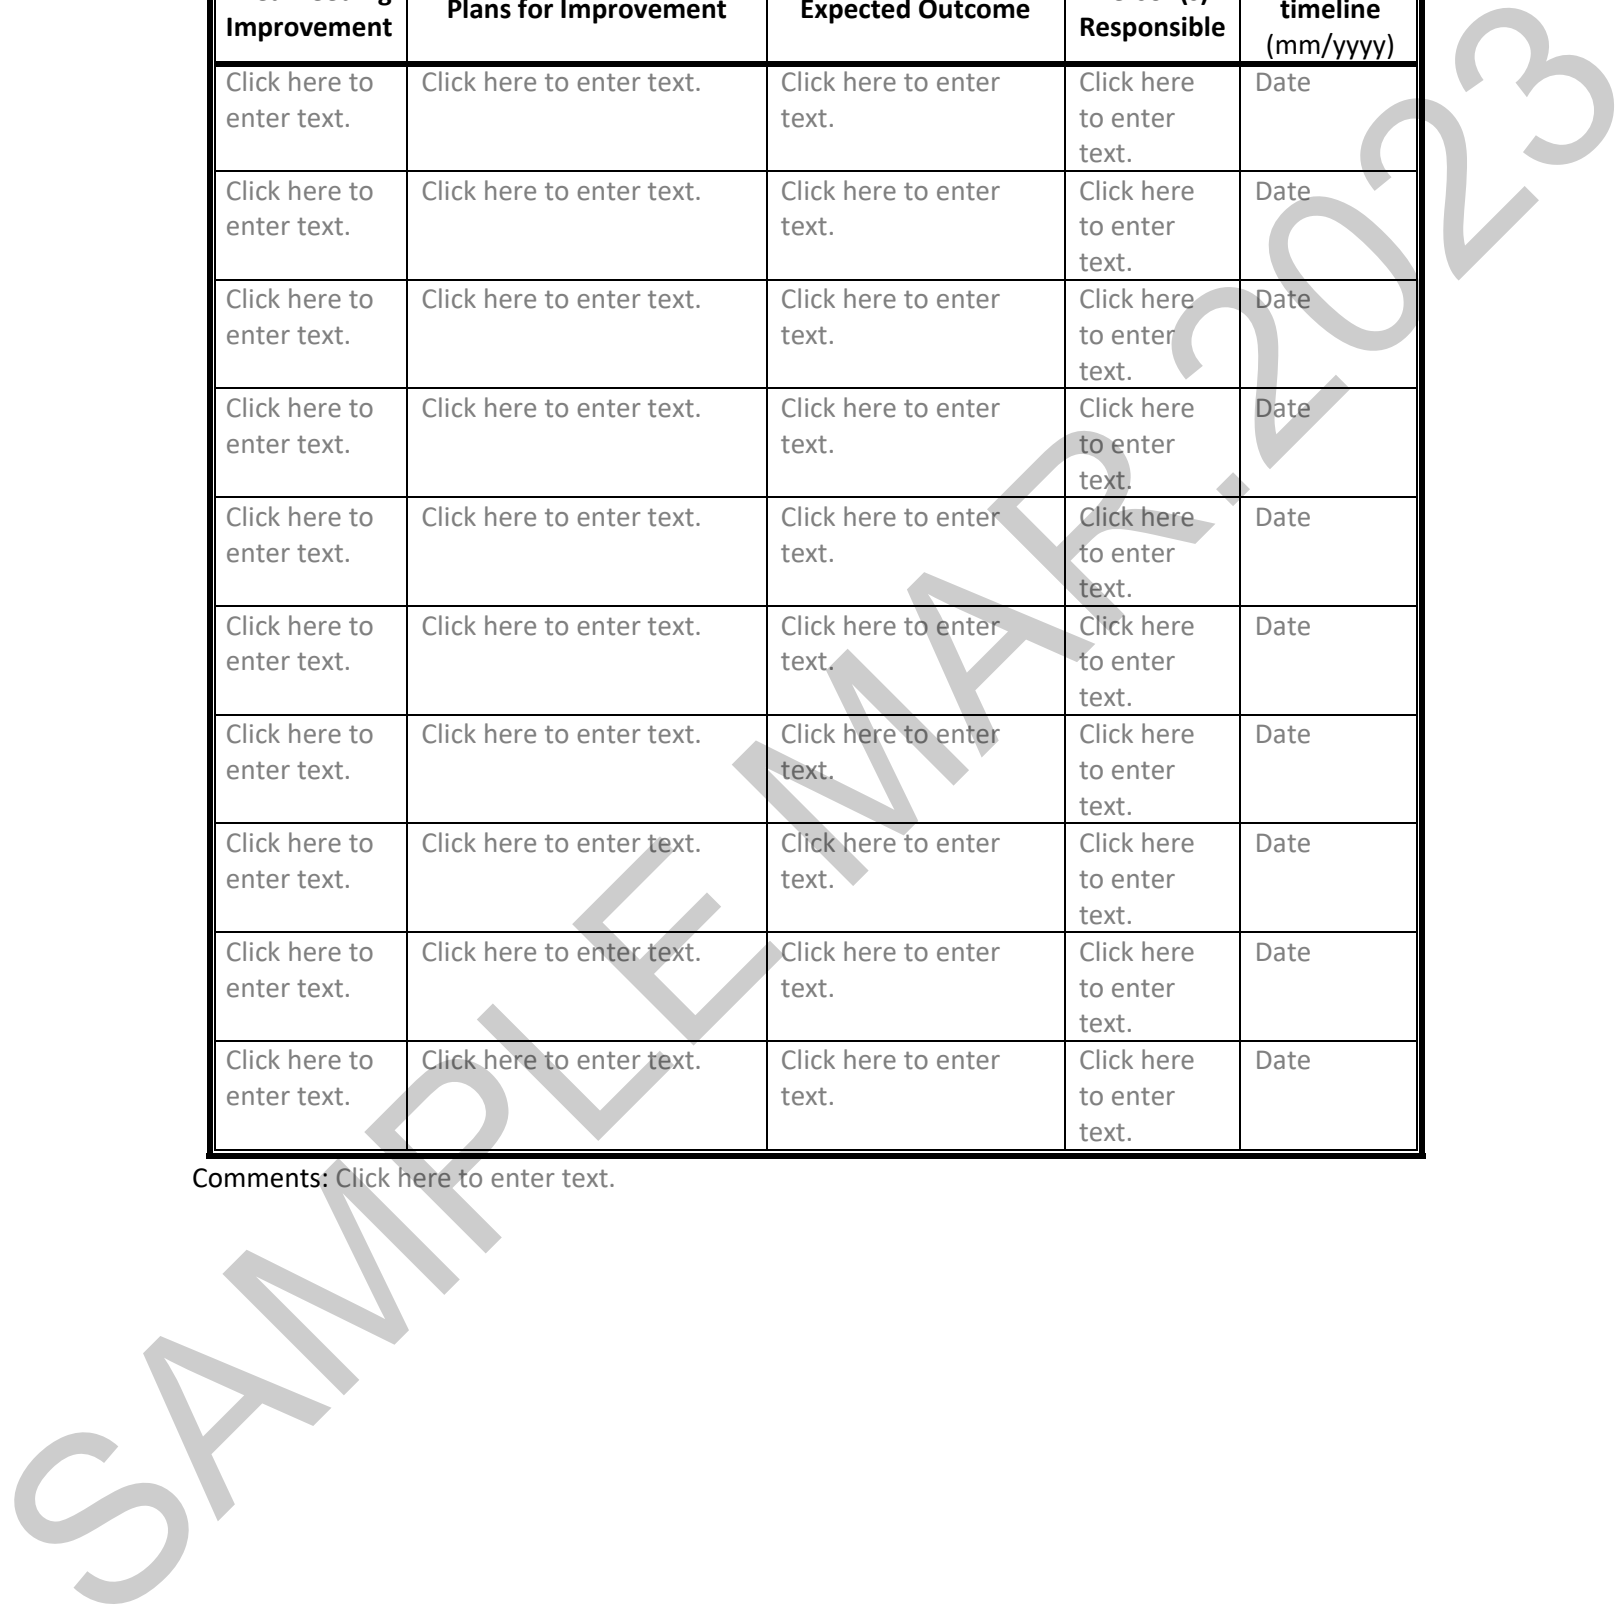 Plans for Improvement Expected Outcome timeline
Improvement Responsible
(mm/yyyy)
Click here to Click here to enter text. Click here to enter Click here Date
enter text. text. to enter
text.
Click here to Click here to enter text. Click here to enter Click here Date
enter text. text. to enter
text.
Click here to Click here to enter text. Click here to enter Click here Date
enter text. text. to enter
text.
Click here to Click here to enter text. Click here to enter Click here Date
enter text. text. to enter
text.
Click here to Click here to enter text. Click here to enter Click here Date
enter text. text. to enter
text.
Click here to Click here to enter text. Click here to enter Click here Date
enter text. text. to enter
text.
Click here to Click here to enter text. Click here to enter Click here Date
enter text. text. to enter
text.
Click here to Click here to enter text. Click here to enter Click here Date
enter text. text. to enter
text.
Click here to Click here to enter text. Click here to enter Click here Date
enter text. text. to enter
text.
Click here to Click here to enter text. Click here to enter Click here Date
enter text. text. to enter
text.
Comments: Click here to enter text.
SAMPLE MAR.2023